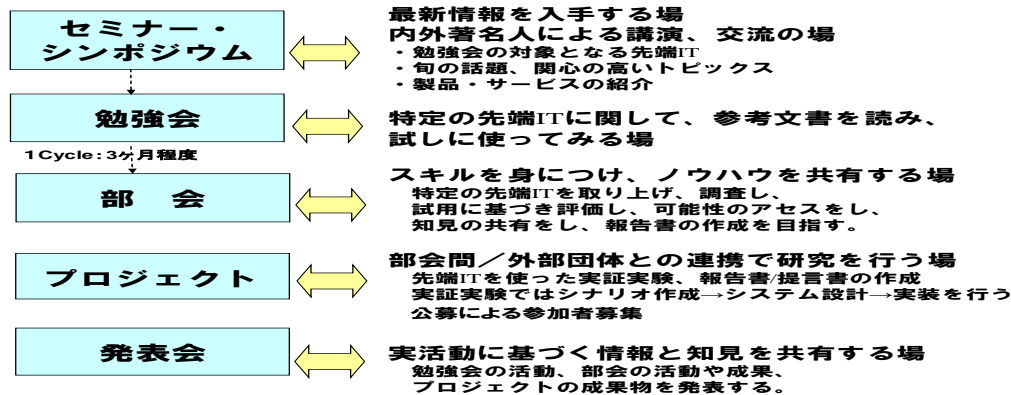 セミナー・
シンポジウム
最新情報を入手する場
内外著名人による講演、交流の場
・勉強会の対象となる先端IT
・旬の話題、関心の高いトピックス
・製品・サービスの紹介
勉強会
特定の先端ITに関して、参考文書を読み、
試しに使ってみる場
1Cycle:3ヶ月程度
部 会
スキルを身につけ、ノウハウを共有する場
特定の先端ITを取り上げ、調査し、
試用に基づき評価し、可能性のアセスをし、
知見の共有をし、報告書の作成を目指す。
プロジェクト
部会間／外部団体との連携で研究を行う場
先端ITを使った実証実験、報告書/提言書の作成
実証実験ではシナリオ作成→システム設計→実装を行う
公募による参加者募集
発表会
実活動に基づく情報と知見を共有する場
勉強会の活動、部会の活動や成果、
プロジェクトの成果物を発表する。